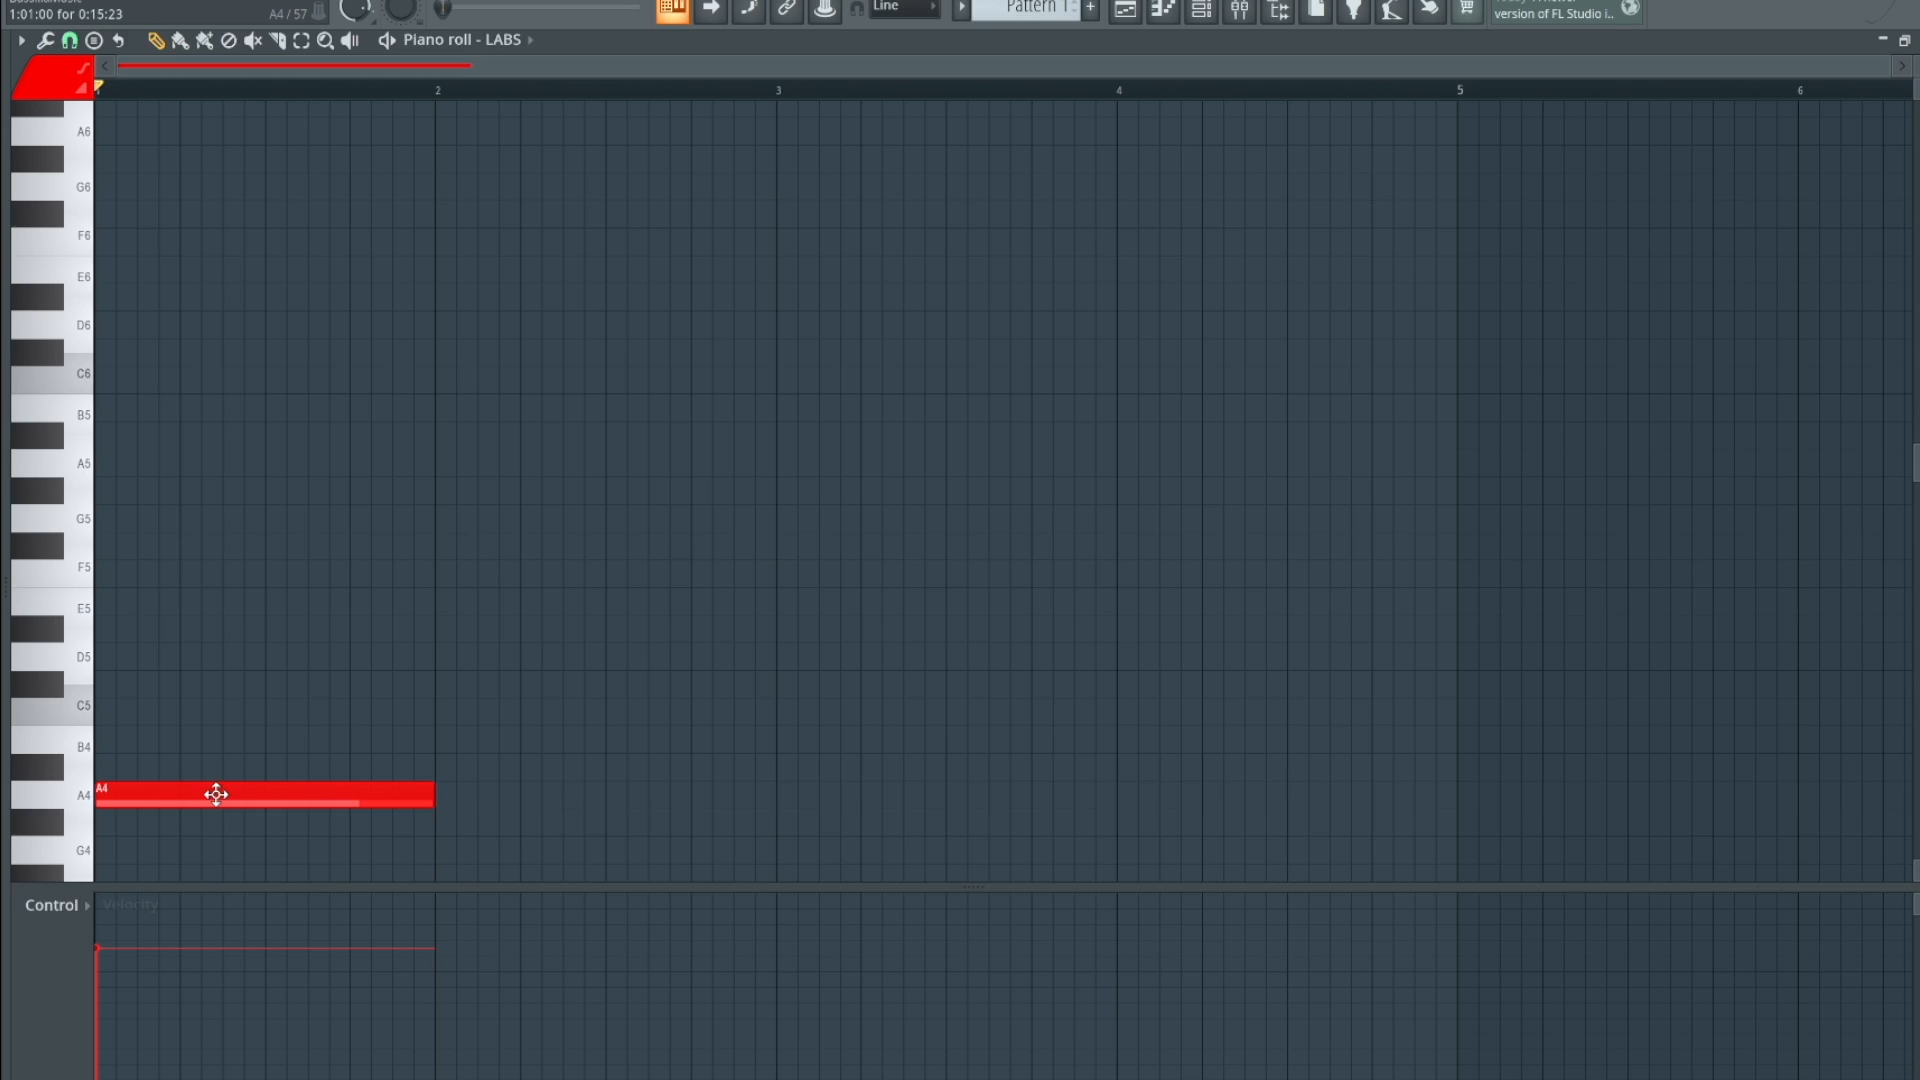 1:01:00 for 0:15:23
A4 / 57
Line
Pattern 1
+
version of FL Studio i..
Piano roll - LABS
2
3
4
5
6
A6
G6
F6
E6
D6
C6
B5
A5
G5
F5
E5
D5
C5
B4
A4
A4
G4
Control
Velocity